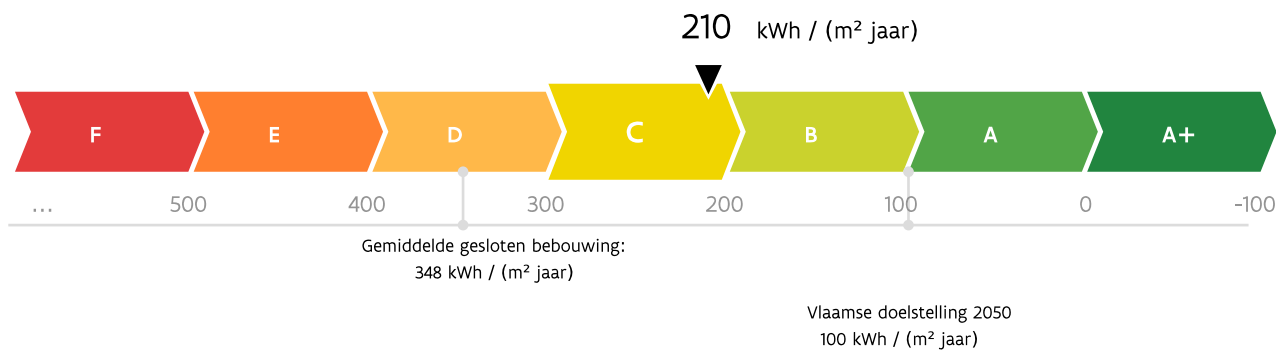 210 kWh / (m² jaar)
F E D C B A A+
... 500 400 300 200 100 0 -100
Gemiddelde gesloten bebouwing:
348 kWh / (m² jaar)
Vlaamse doelstelling 2050
100 kWh / (m² jaar)